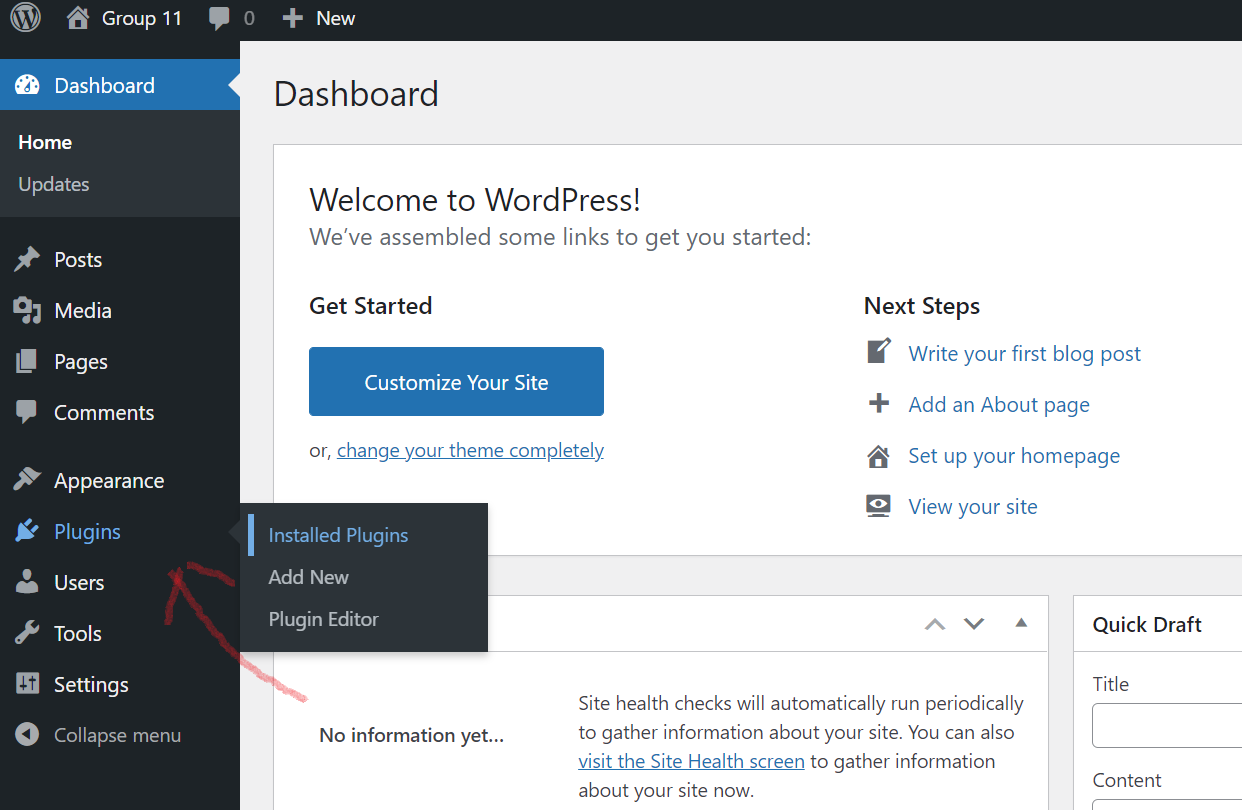 Group 11 0 New
Dashboard
Home
Updates
Posts
Media
Pages
Comments
Appearance
Plugins
Users
Tools
Settings
Collapse menu
Installed Plugins
Add New
Plugin Editor
Dashboard
Welcome to WordPress!
We’ve assembled some links to get you started:
Get Started
Customize Your Site
or, change your theme completely
Next Steps
Write your first blog post
Add an About page
Set up your homepage
View your site
No information yet...
Site health checks will automatically run periodically
to gather information about your site. You can also
visit the Site Health screen to gather information
about your site now.
Quick Draft
Title
Content